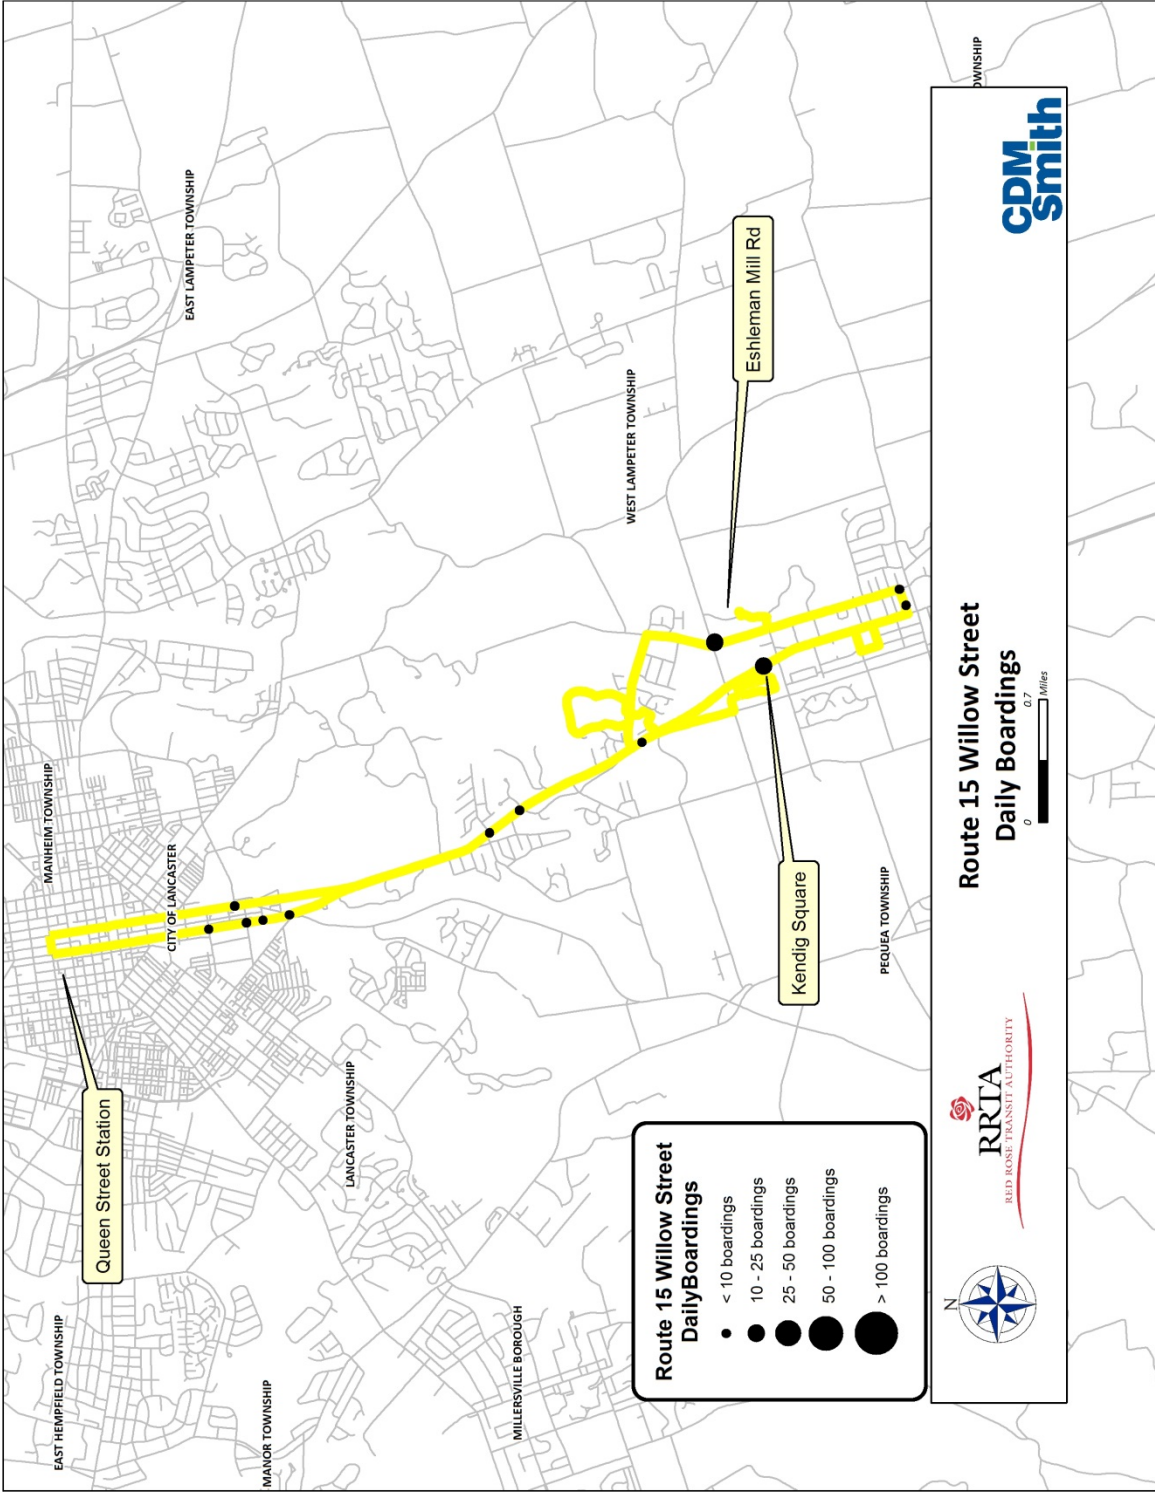 MANHEIM TOWNSHIP
EAST HEMPFIELD TOWNSHIP
CITY OF LANCASTER
EAST LAMPETER TOWNSHIP
Queen Street Station
MANOR TOWNSHIP
LANCASTER TOWNSHIP
MILLERSVILLE BOROUGH
WEST LAMPETER TOWNSHIP
Eshleman Mill Rd
Kendig Square
PEQUEA TOWNSHIP
OWNSHIP
Route 15 Willow Street
DailyBoardings
< 10 boardings
10 - 25 boardings
25 - 50 boardings
50 - 100 boardings
> 100 boardings
N
RRTA
RED ROSE TRANSIT AUTHORITY
Route 15 Willow Street
Daily Boardings
0 0.7
Miles
CDM
Smith